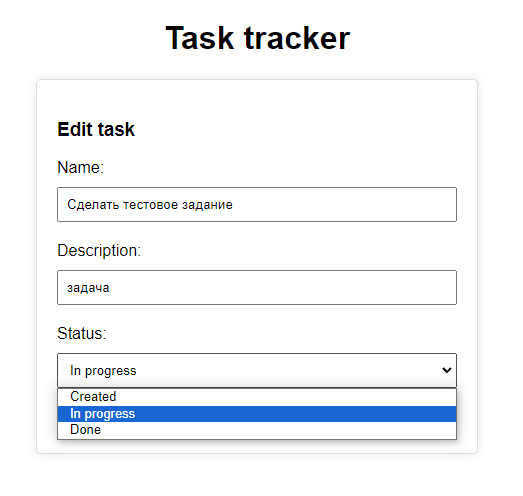 Task tracker
Edit task
Name:
Сделать тестовое задание
Description:
задача
Status:
In progress
Created
In progress
Done